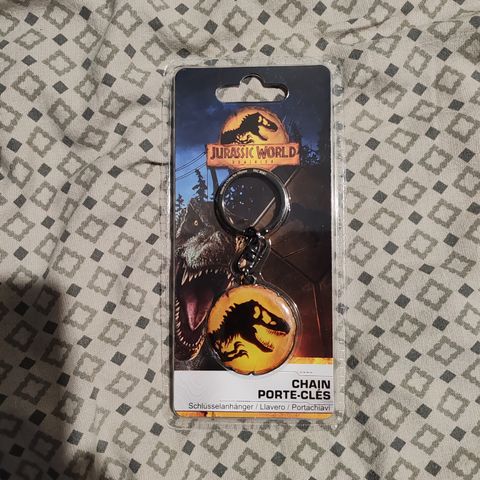 JURASSIC WORLD
CHAIN
PORTE-CLÉS
Schlüsselanhänger / Llavero / Portachiavi